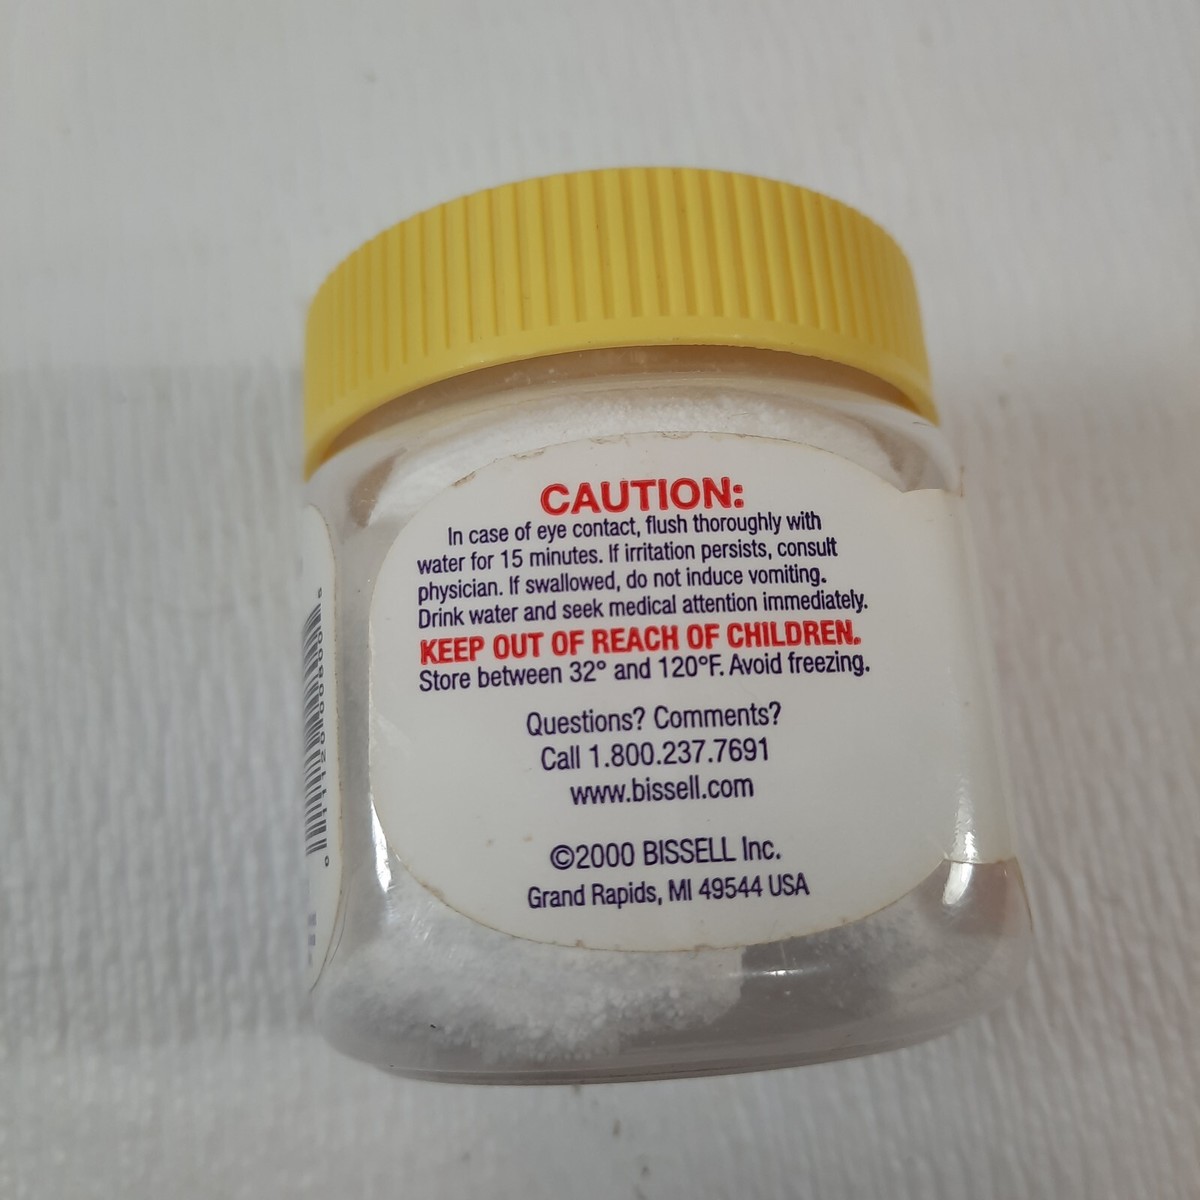 CAUTION:
In case of eye contact, flush thoroughly with
water for 15 minutes. If irritation persists, consult
physician. If swallowed, do not induce vomiting.
Drink water and seek medical attention immediately.
KEEP OUT OF REACH OF CHILDREN.
Store between 32° and 120°F. Avoid freezing.
Questions? Comments?
Call 1.800.237.7691
www.bissell.com
©2000 BISSELL Inc.
Grand Rapids, MI 49544 USA